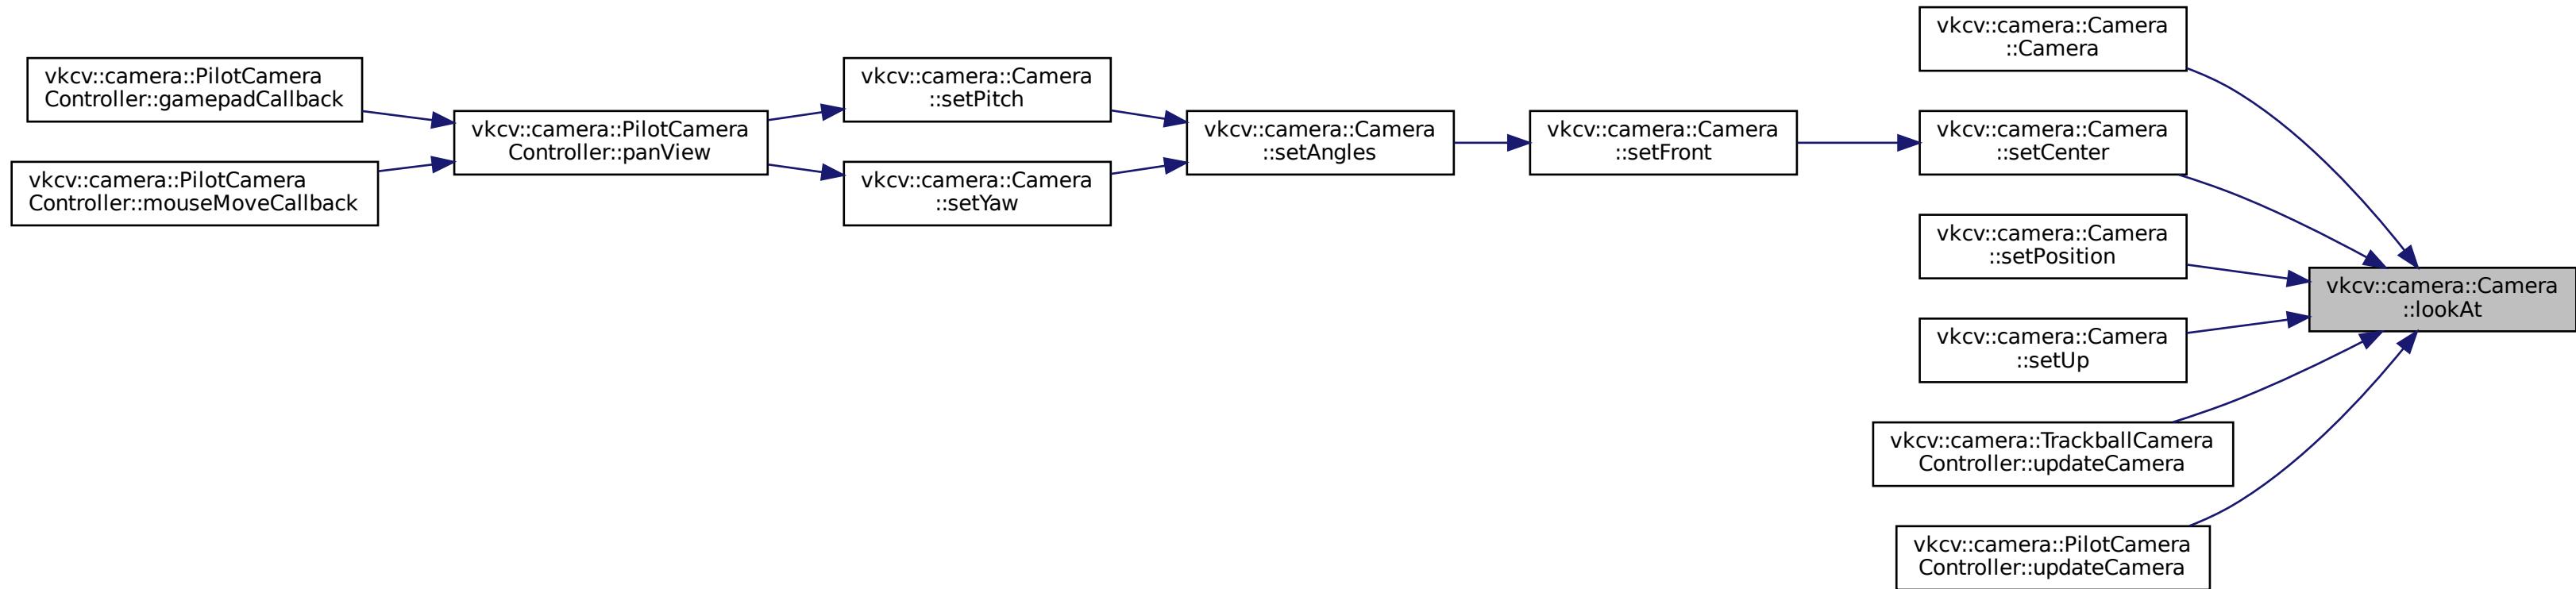 vkcv::camera::PilotCamera
Controller::gamepadCallback
vkcv::camera::PilotCamera
Controller::mouseMoveCallback
vkcv::camera::PilotCamera
Controller::panView
vkcv::camera::Camera
::setPitch
vkcv::camera::Camera
::setYaw
vkcv::camera::Camera
::setAngles
vkcv::camera::Camera
::setFront
vkcv::camera::Camera
::Camera
vkcv::camera::Camera
::setCenter
vkcv::camera::Camera
::setPosition
vkcv::camera::Camera
::setUp
vkcv::camera::TrackballCamera
Controller::updateCamera
vkcv::camera::PilotCamera
Controller::updateCamera
vkcv::camera::Camera
::lookAt